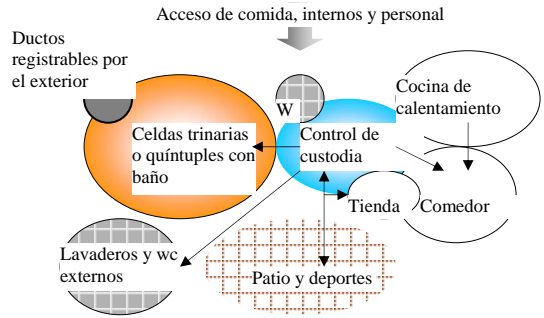 Acceso de comida, internos y personal
Ductos
registrables por
el exterior
W
Cocina de
calentamiento
Celdas trinarias
o quíntuples con
baño
Control de
custodia
Tienda
Comedor
Lavaderos y wc
externos
Patio y deportes